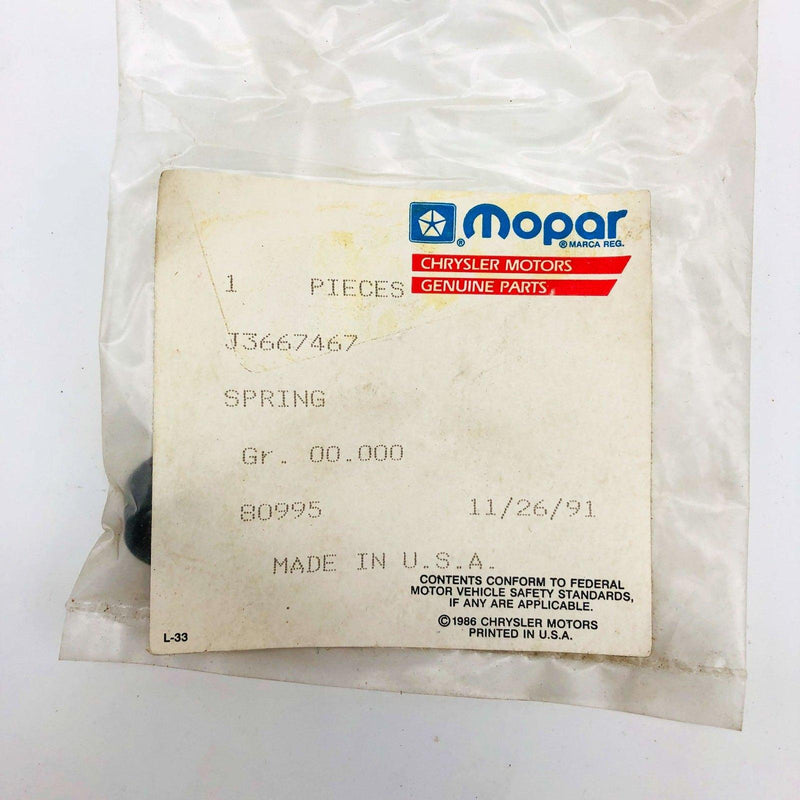 ® mopar
® MARCA REG.
CHRYSLER MOTORS
GENUINE PARTS
1 PIECES
J3667467
SPRING
Gr. 00.000
80995 11/26/91
MADE IN U.S.A.
CONTENTS CONFORM TO FEDERAL
MOTOR VEHICLE SAFETY STANDARDS,
IF ANY ARE APPLICABLE.
©1986 CHRYSLER MOTORS
PRINTED IN U.S.A.
L-33